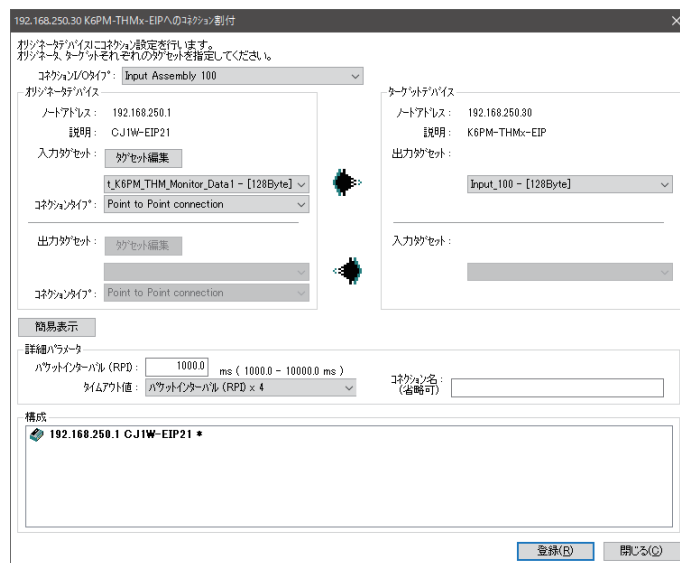 192.168.250.30 K6PM-THMx-EIPへのｺﾈｸｼｮﾝ割付
ｵﾘｼﾞﾈｰﾀﾃﾞﾊﾞｲｽにｺﾈｸｼｮﾝ設定を行います。
ｵﾘｼﾞﾈｰﾀ、ﾀｰｹﾞｯﾄそれぞれのﾀｸﾞｾｯﾄを指定してください。
ｺﾈｸｼｮﾝI/Oﾀｲﾌﾟ： Input Assembly 100
ｵﾘｼﾞﾈｰﾀﾃﾞﾊﾞｲｽ
ﾉｰﾄﾞｱﾄﾞﾚｽ： 192.168.250.1
説明： CJ1W-EIP21
入力ﾀｸﾞｾｯﾄ： ﾀｸﾞｾｯﾄ編集
t_K6PM_THM_Monitor_Data1 - [128Byte]
ｺﾈｸｼｮﾝﾀｲﾌﾟ： Point to Point connection
出力ﾀｸﾞｾｯﾄ： ﾀｸﾞｾｯﾄ編集
ｺﾈｸｼｮﾝﾀｲﾌﾟ： Point to Point connection
ﾀｰｹﾞｯﾄﾃﾞﾊﾞｲｽ
ﾉｰﾄﾞｱﾄﾞﾚｽ： 192.168.250.30
説明： K6PM-THMx-EIP
出力ﾀｸﾞｾｯﾄ：
Input_100 - [128Byte]
入力ﾀｸﾞｾｯﾄ：
簡易表示
詳細ﾊﾟﾗﾒｰﾀ
ﾊﾟｹｯﾄｲﾝﾀｰﾊﾞﾙ (RPI)： 1000.0 ms ( 1000.0 - 10000.0 ms )
ﾀｲﾑｱｳﾄ値： ﾊﾟｹｯﾄｲﾝﾀｰﾊﾞﾙ (RPI) x 4
ｺﾈｸｼｮﾝ名：
(省略可)
構成
192.168.250.1 CJ1W-EIP21 *
登録(R) 閉じる(C)